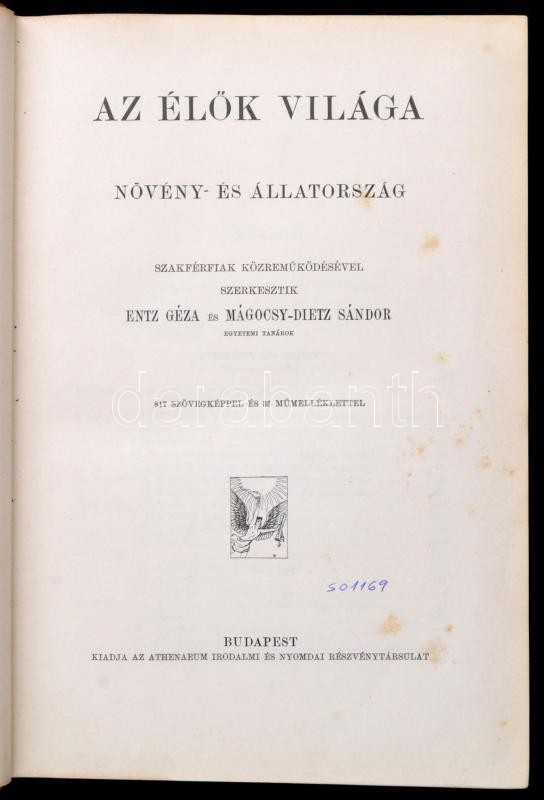 AZ ÉLŐK VILÁGA
NÖVÉNY- ÉS ÁLLATORSZÁG
SZAKFÉRFIAK KÖZREMŰKÖDÉSÉVEL
SZERKESZTIK
ENTZ GÉZA ÉS MÁGOCSY-DIETZ SÁNDOR
EGYETEMI TANÁROK
darabanth
817 SZÖVEGKÉPPEL ÉS 35 MŰMELLÉKLETTEL
S01169
BUDAPEST
KIADJA AZ ATHENAEUM IRODALMI ÉS NYOMDAI RÉSZVÉNYTÁRSULAT